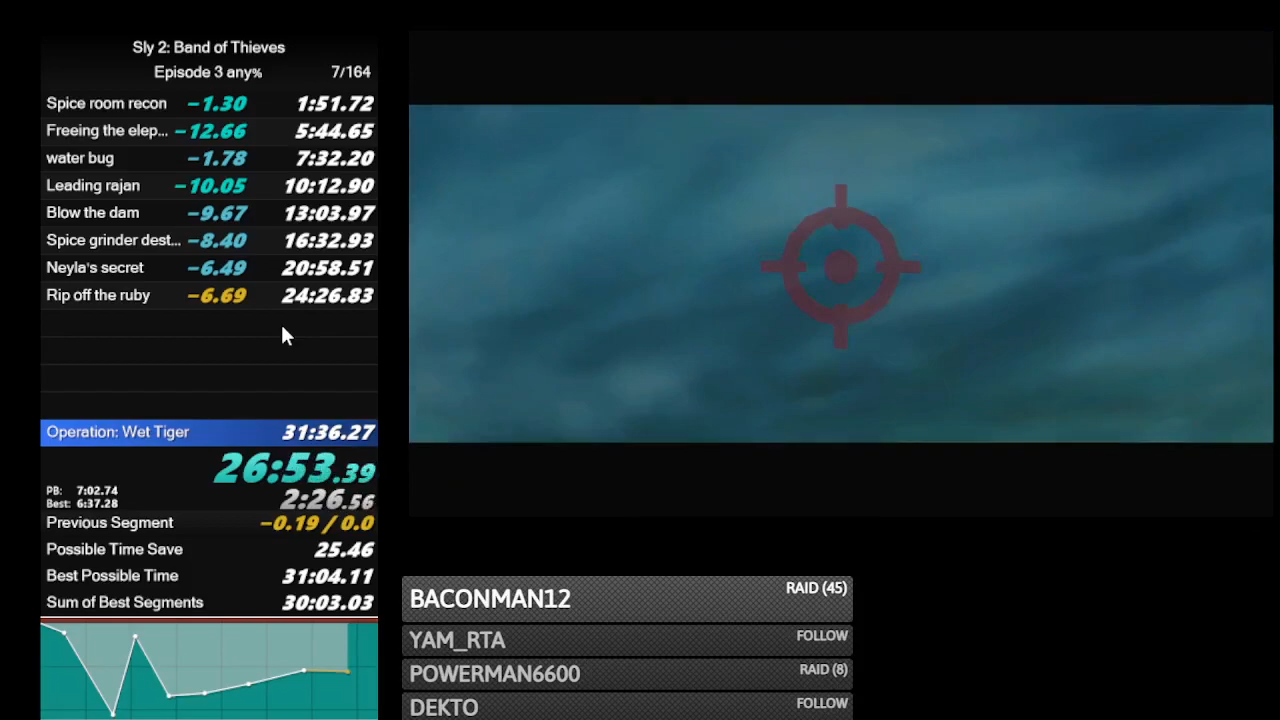 Sly 2: Band of Thieves
Episode 3 any% 7/164
Spice room recon -1.30 1:51.72
Freeing the elep... -12.66 5:44.65
water bug -1.78 7:32.20
Leading rajan -10.05 10:12.90
Blow the dam -9.67 13:03.97
Spice grinder dest... -8.40 16:32.93
Neyla's secret -6.49 20:58.51
Rip off the ruby -6.69 24:26.83
Operation: Wet Tiger 31:36.27
26:53.39
PB: 7:02.74
Best: 6:37.28
2:26.56
Previous Segment -0.19 / 0.0
Possible Time Save 25.46
Best Possible Time 31:04.11
Sum of Best Segments 30:03.03
BACONMAN12 RAID (45)
YAM_RTA FOLLOW
POWERMAN6600 RAID (8)
DEKTO FOLLOW